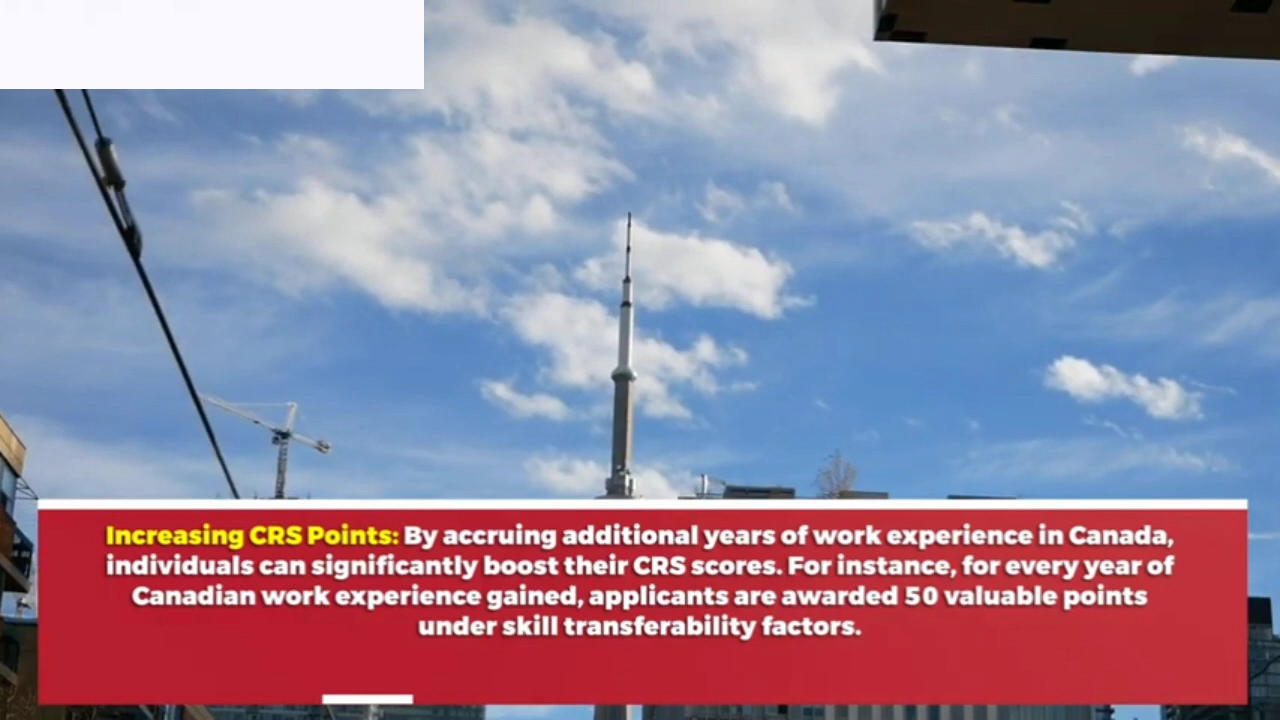 Increasing CRS Points: By accruing additional years of work experience in Canada,
individuals can significantly boost their CRS scores. For instance, for every year of
Canadian work experience gained, applicants are awarded 50 valuable points
under skill transferability factors.